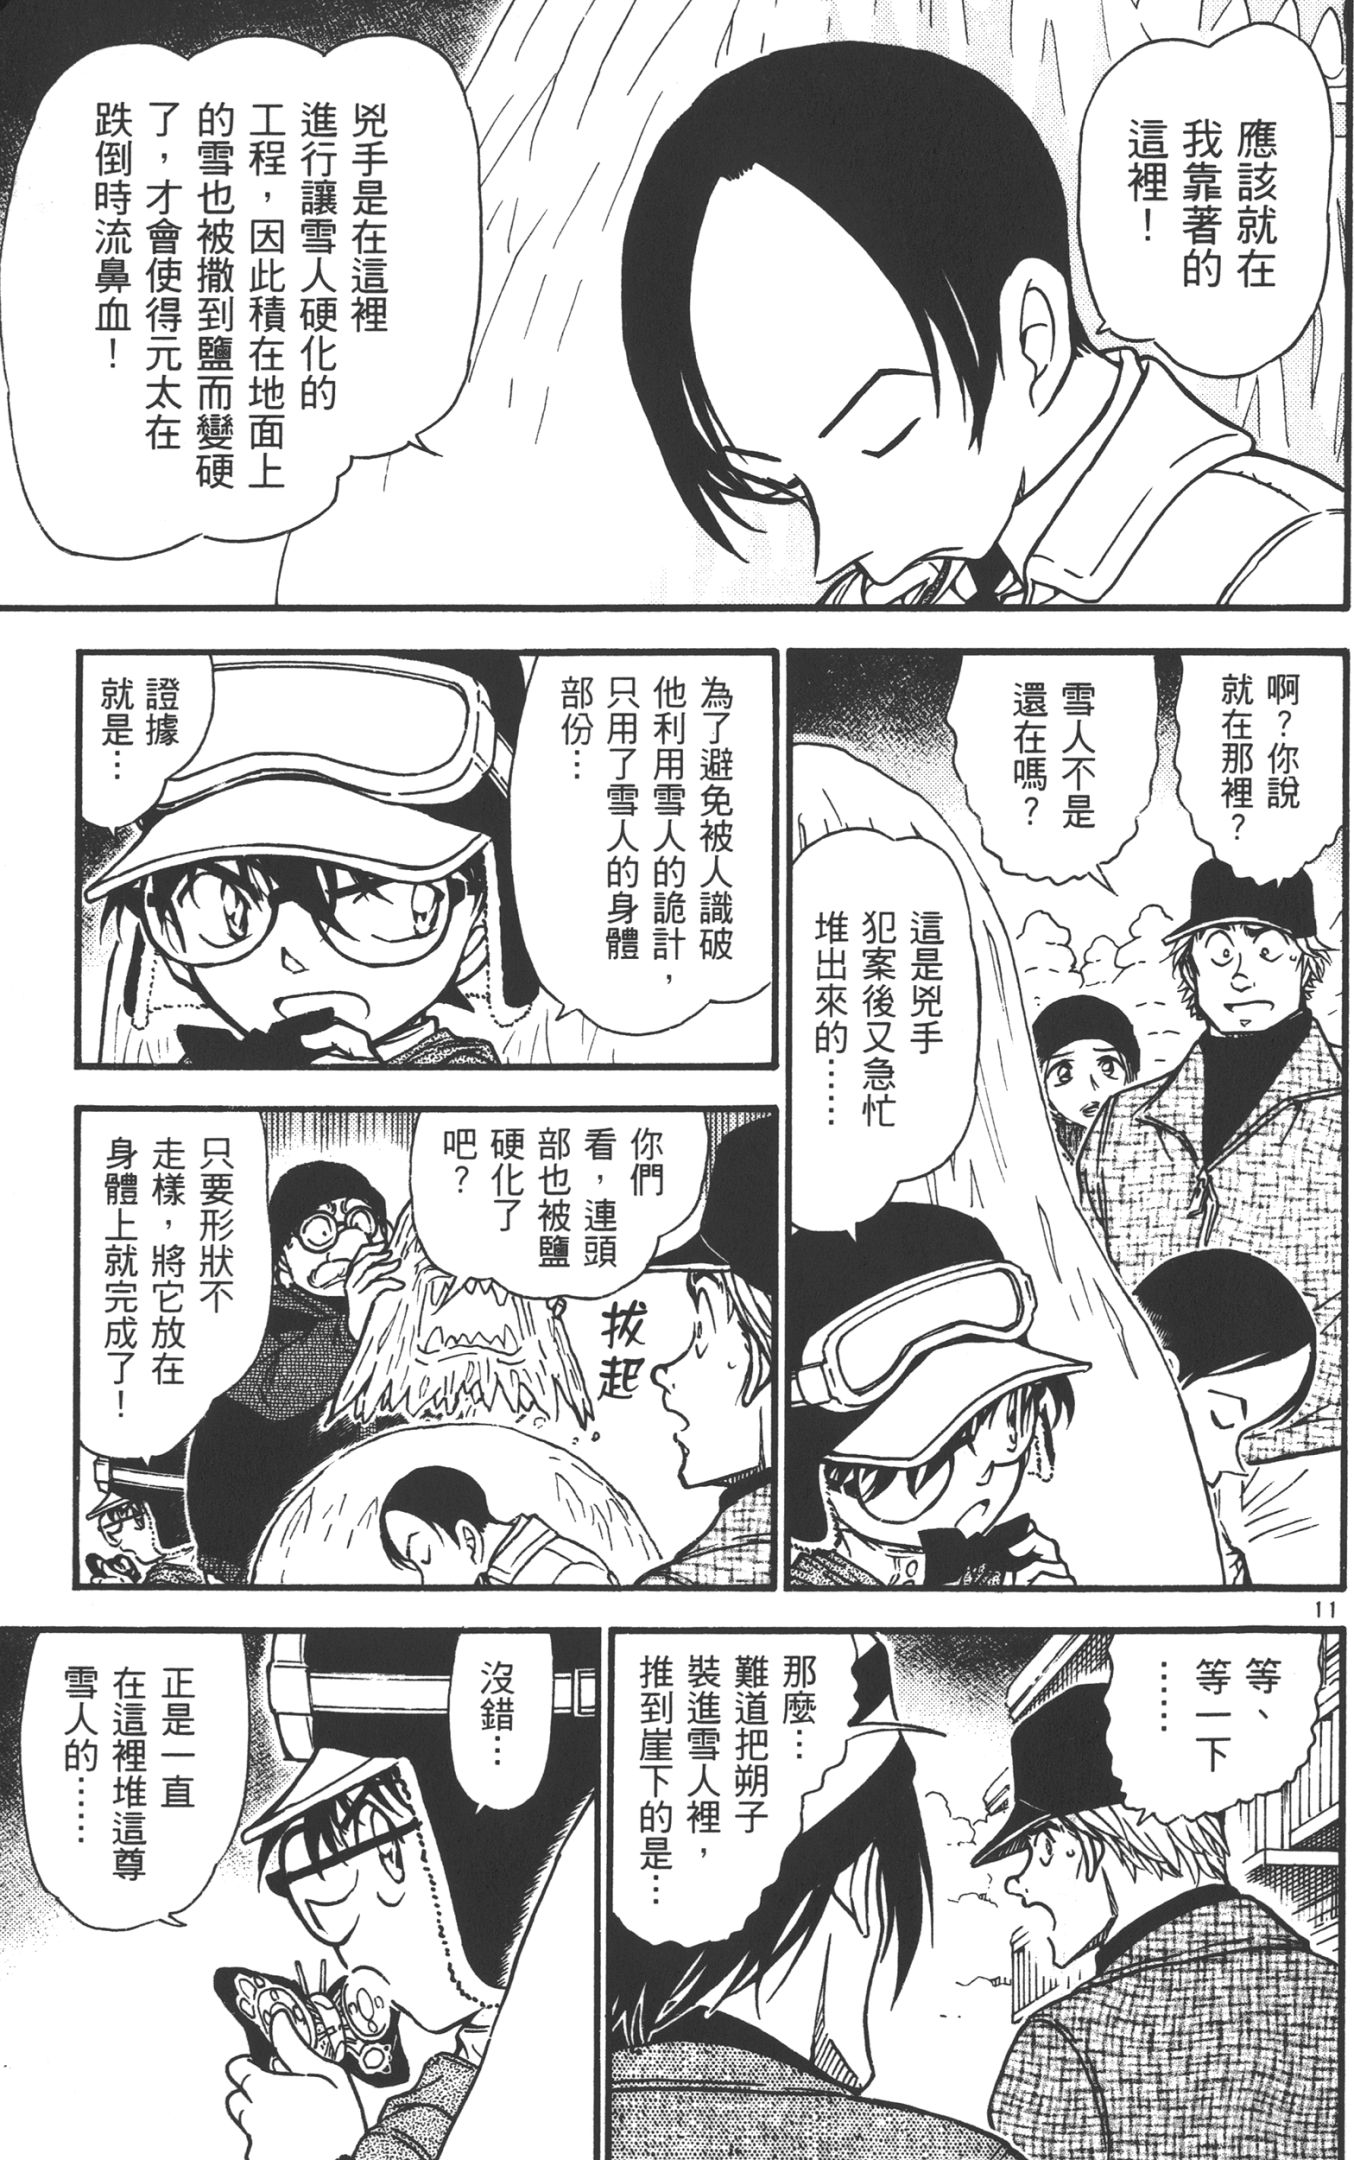 應該就在
我靠著的
這裡！
兇手是在這裡
進行讓雪人硬化的
工程，因此積在地面上
的雪也被撒到鹽而變硬
了，才會使得元太在
跌倒時流鼻血！
啊？你說
就在那裡？
雪人不是
還在嗎？
這是兇手
犯案後又急忙
堆出來的……
為了避免被人識破
他利用雪人的詭計，
只用了雪人的身體
部份…
證據
就是…
你們
看，連頭
部也被鹽
硬化了
吧？
拔起
只要形狀不
走樣，將它放在
身體上就完成了！
11
等、
等一下
……
那麼…
難道把朔子
裝進雪人裡，
推到崖下的是…
沒錯…
正是一直
在這裡堆這尊
雪人的……